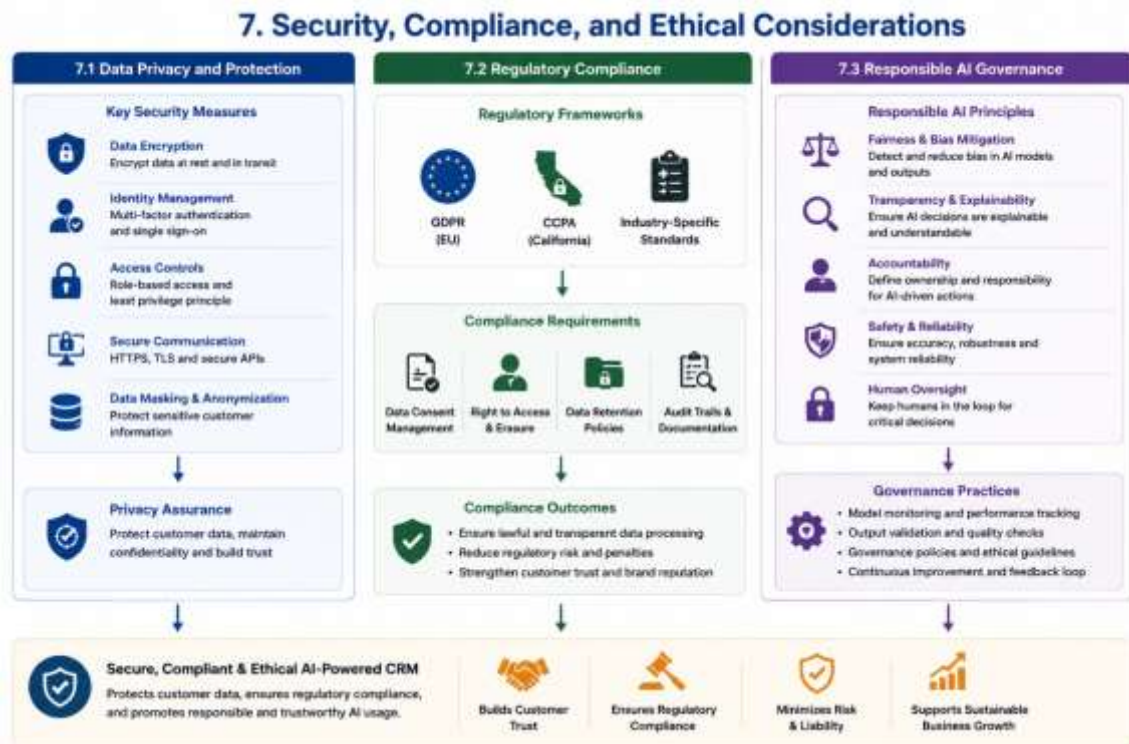 7. Security, Compliance, and Ethical Considerations
7.1 Data Privacy and Protection
Key Security Measures
Data Encryption
Encrypt data at rest and in transit
Identity Management
Multi-factor authentication
and single sign-on
Access Controls
Role-based access and
least privilege principle
Secure Communication
HTTPS, TLS and secure APIs
Data Masking & Anonymization
Protect sensitive customer
information
Privacy Assurance
Protect customer data, maintain
confidentiality and build trust
7.2 Regulatory Compliance
Regulatory Frameworks
GDPR
(EU)
CCPA
(California)
Industry-Specific
Standards
Compliance Requirements
Data Consent
Management
Right to Access
& Erasure
Data Retention
Policies
Audit Trails &
Documentation
Compliance Outcomes
• Ensure lawful and transparent data processing
• Reduce regulatory risk and penalties
• Strengthen customer trust and brand reputation
7.3 Responsible AI Governance
Responsible AI Principles
Fairness & Bias Mitigation
Detect and reduce bias in AI models
and outputs
Transparency & Explainability
Ensure AI decisions are explainable
and understandable
Accountability
Define ownership and responsibility
for AI-driven actions
Safety & Reliability
Ensure accuracy, robustness and
system reliability
Human Oversight
Keep humans in the loop for
critical decisions
Governance Practices
• Model monitoring and performance tracking
• Output validation and quality checks
• Governance policies and ethical guidelines
• Continuous improvement and feedback loop
Secure, Compliant & Ethical AI-Powered CRM
Protects customer data, ensures regulatory compliance,
and promotes responsible and trustworthy AI usage.
Builds Customer
Trust
Ensures Regulatory
Compliance
Minimizes Risk
& Liability
Supports Sustainable
Business Growth